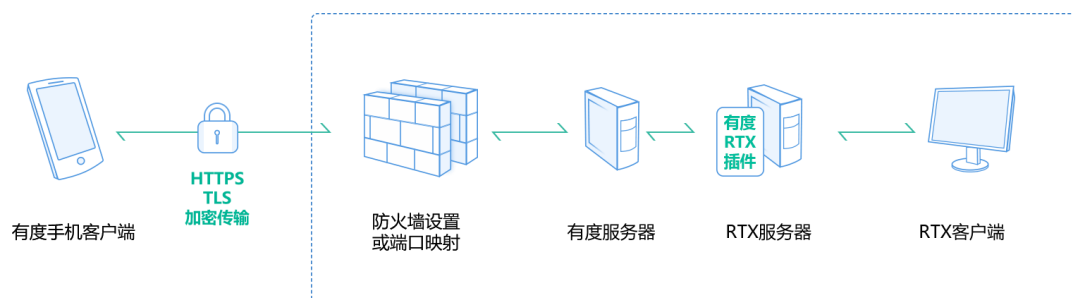 有度
RTX
插件
HTTPS
TLS
加密传输
有度手机客户端
防火墙设置
或端口映射
有度服务器
RTX服务器
RTX客户端